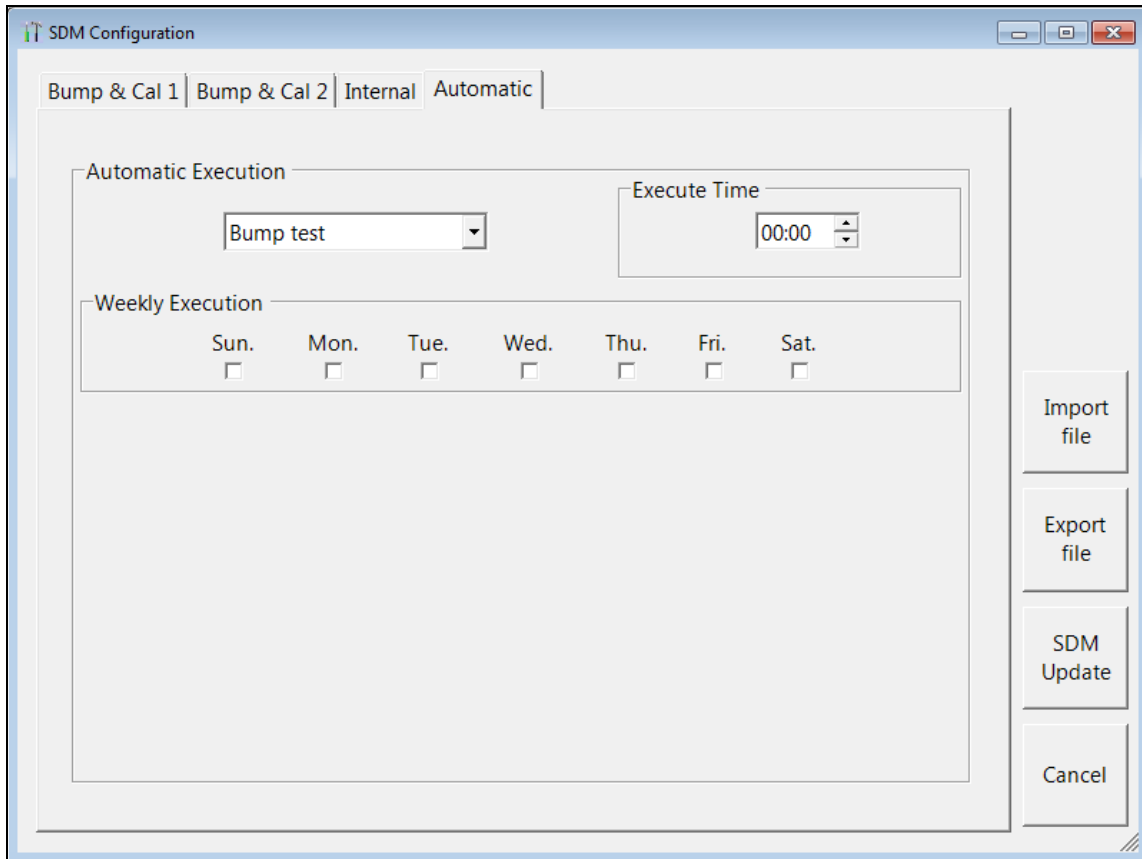 SDM Configuration
Bump & Cal 1 Bump & Cal 2 Internal Automatic
Automatic Execution
Execute Time
Bump test 00:00
Weekly Execution
Sun. Mon. Tue. Wed. Thu. Fri. Sat.
Import
file
Export
file
SDM
Update
Cancel